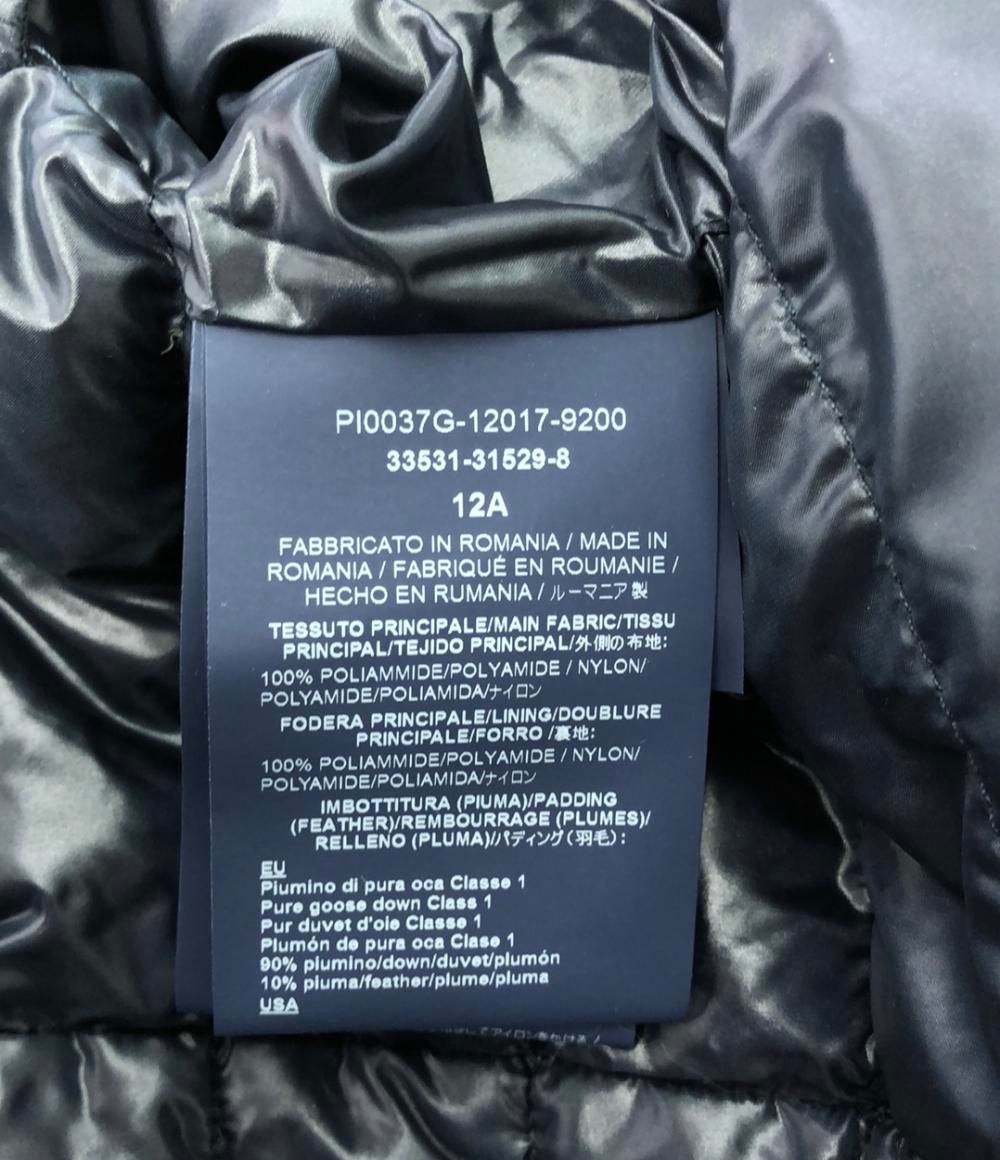 PI0037G-12017-9200
33531-31529-8
12A
FABBRICATO IN ROMANIA / MADE IN
ROMANIA / FABRIQUÉ EN ROUMANIE /
HECHO EN RUMANIA / ルーマニア製
TESSUTO PRINCIPALE/MAIN FABRIC/TISSU
PRINCIPAL/TEJIDO PRINCIPAL/外側の布地:
100% POLIAMMIDE/POLYAMIDE / NYLON/
POLYAMIDE/POLIAMIDA/ナイロン
FODERA PRINCIPALE/LINING/DOUBLURE
PRINCIPALE/FORRO /裏地:
100% POLIAMMIDE/POLYAMIDE / NYLON/
POLYAMIDE/POLIAMIDA/ナイロン
IMBOTTITURA (PIUMA)/PADDING
(FEATHER)/REMBOURRAGE (PLUMES)/
RELLENO (PLUMA)/パディング(羽毛):
EU
Piumino di pura oca Classe 1
Pure goose down Class 1
Pur duvet d'oie Classe 1
Plumón de pura oca Clase 1
90% piumino/down/duvet/plumón
10% piuma/feather/plume/pluma
USA